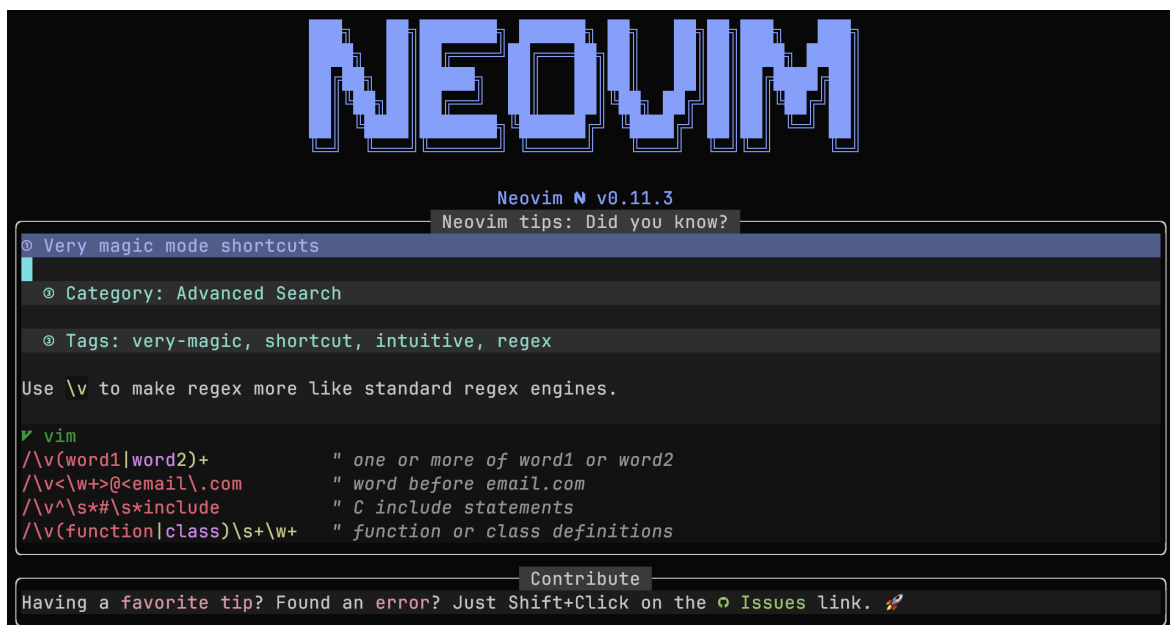 NEOVIM
Neovim v0.11.3
Neovim tips: Did you know?
① Very magic mode shortcuts
③ Category: Advanced Search
③ Tags: very-magic, shortcut, intuitive, regex
Use \v to make regex more like standard regex engines.
vim
/\v(word1|word2)+ " one or more of word1 or word2
/\v<\w+>@<email\.com " word before email.com
/\v^\s*#\s*include " C include statements
/\v(function|class)\s+\w+ " function or class definitions
Contribute
Having a favorite tip? Found an error? Just Shift+Click on the Issues link. 🚀